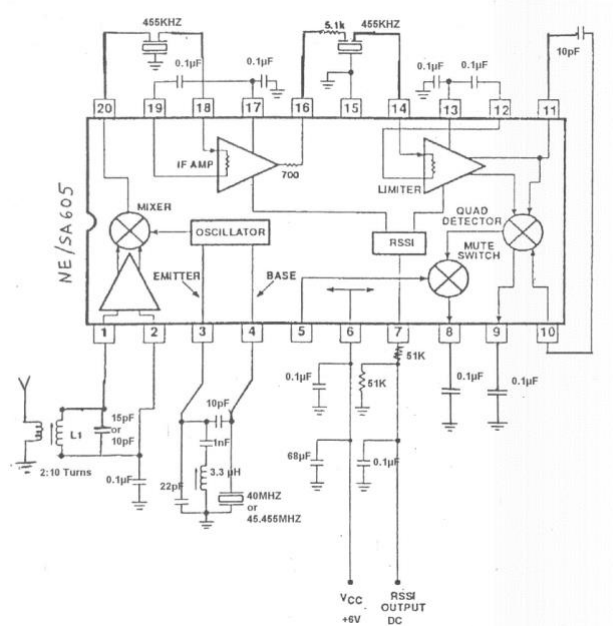 455KHZ
5.1k
455KHZ
10pF
0.1µF
0.1µF
0.1µF
0.1µF
20
19
18
17
16
15
14
13
12
11
IF AMP
700
LIMITER
NE/SA605
MIXER
OSCILLATOR
RSSI
QUAD
DETECTOR
MUTE
SWITCH
EMITTER
BASE
1
2
3
4
5
6
7
8
9
10
51K
0.1µF
51K
0.1µF
0.1µF
L1
15pF
or
10pF
2:10 Turns
0.1µF
10pF
1nF
3.3 µH
22pF
40MHZ
or
45.455MHZ
68µF
0.1µF
VCC
+6V
RSSI
OUTPUT
DC